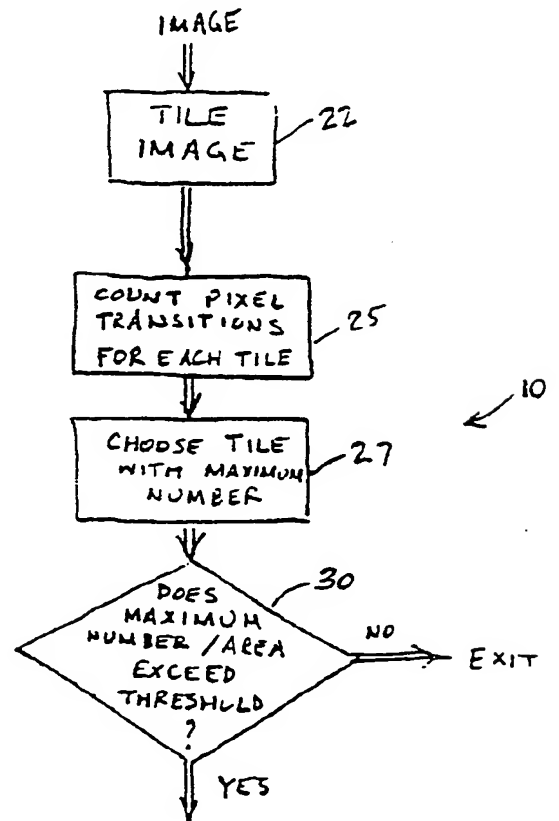 IMAGE
TILE
IMAGE
22
COUNT PIXEL
TRANSITIONS
FOR EACH TILE
25
10
CHOOSE TILE
WITH MAXIMUM
NUMBER
27
DOES
MAXIMUM
NUMBER / AREA
EXCEED
THRESHOLD
?
30
NO
EXIT
YES